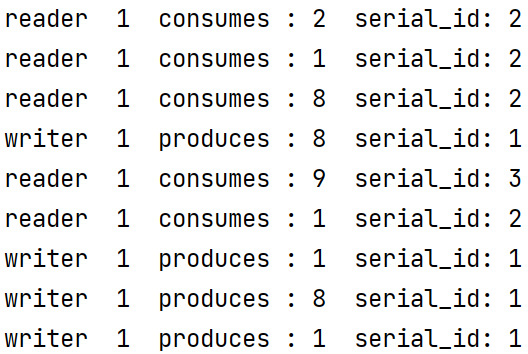 reader  1  consumes : 2  serial_id: 2
reader  1  consumes : 1  serial_id: 2
reader  1  consumes : 8  serial_id: 2
writer  1  produces : 8  serial_id: 1
reader  1  consumes : 9  serial_id: 3
reader  1  consumes : 1  serial_id: 2
writer  1  produces : 1  serial_id: 1
writer  1  produces : 8  serial_id: 1
writer  1  produces : 1  serial_id: 1